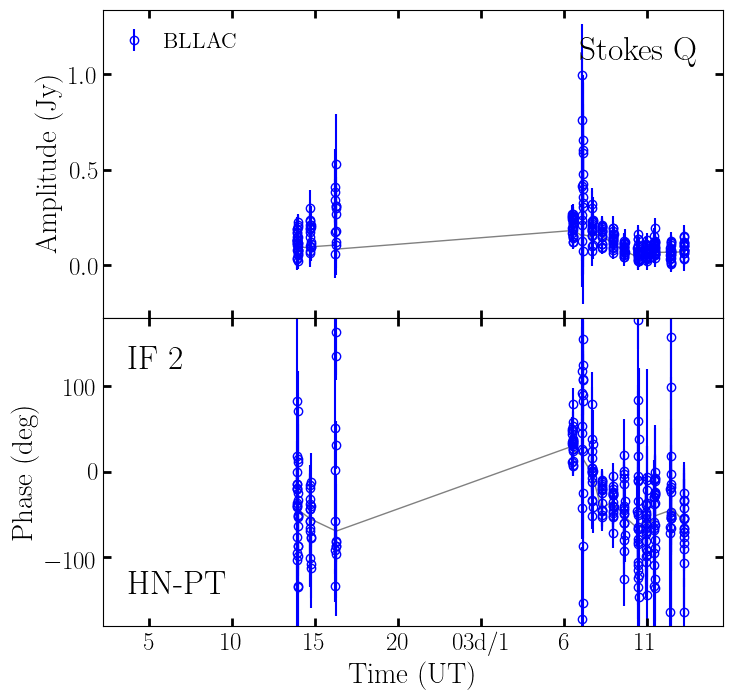 BLLAC
Stokes Q
Amplitude (Jy)
1.0
0.5
0.0
IF 2
HN-PT
Phase (deg)
100
0
−100
5 10 15 20 03d/1 6 11
Time (UT)